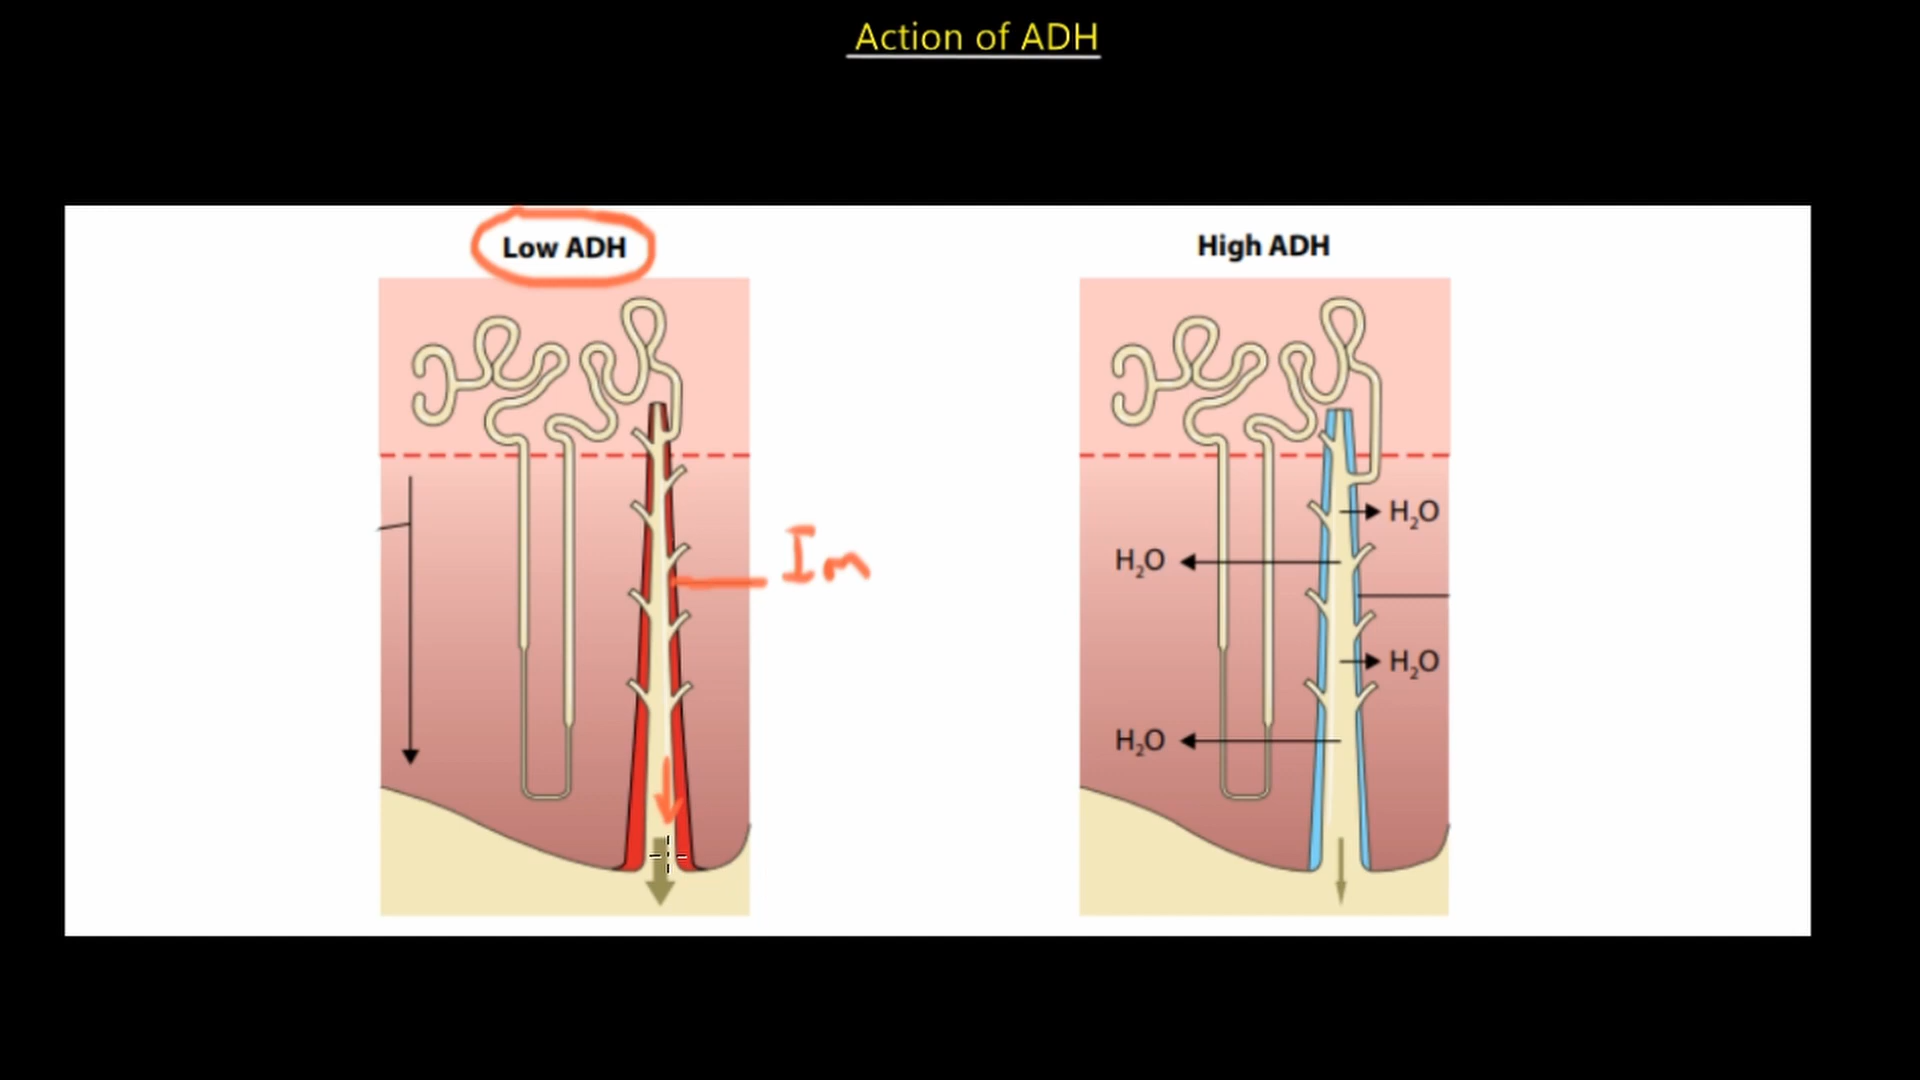 Action of ADH
Low ADH
High ADH
H₂O
Im
H₂O
H₂O
H₂O